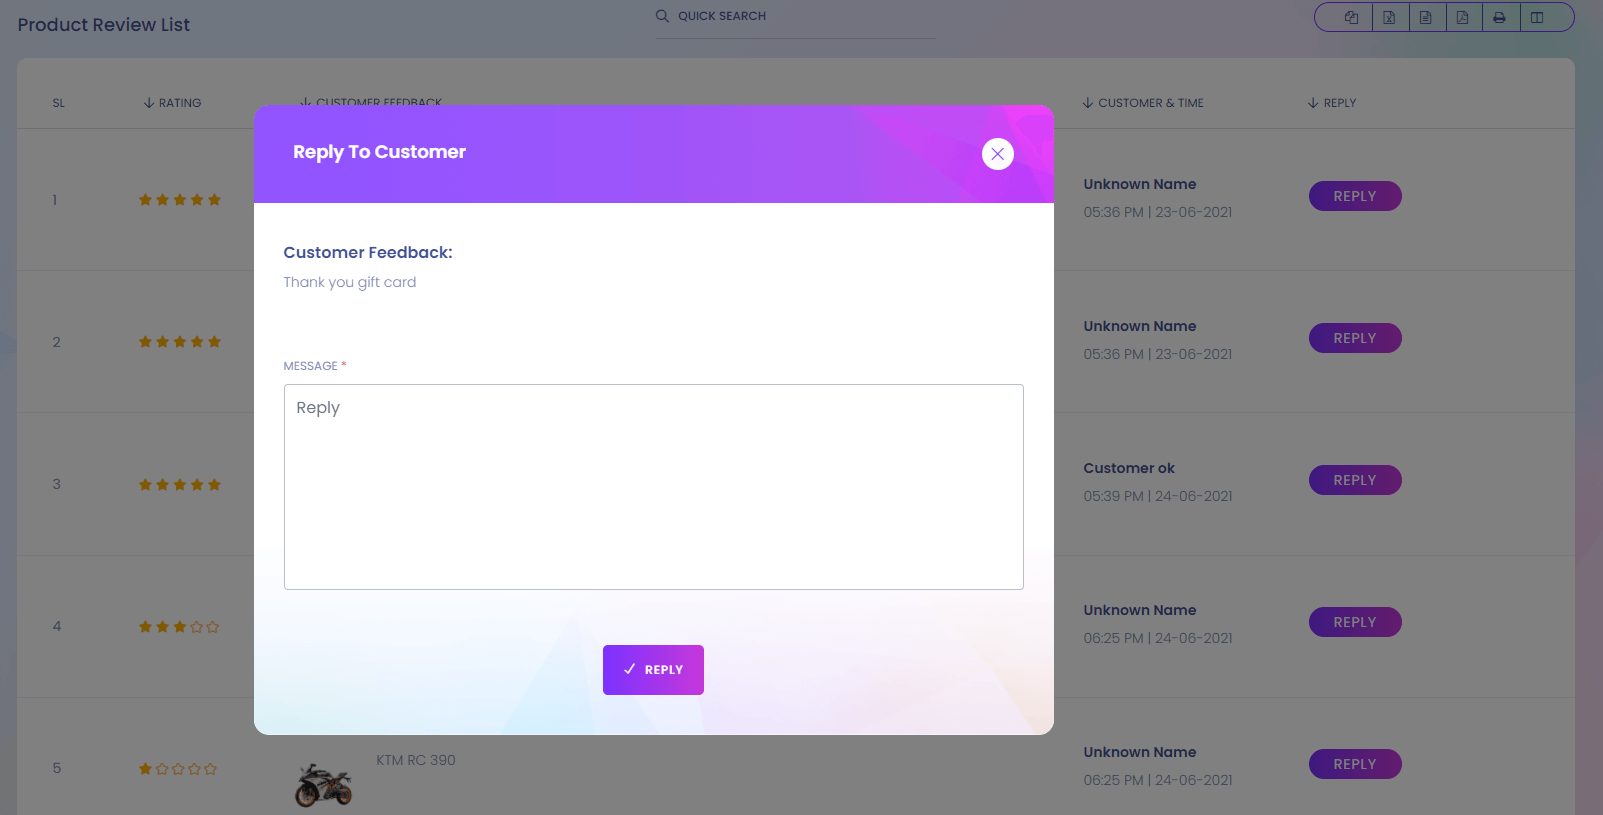 Product Review List
QUICK SEARCH
SL
RATING
CUSTOMER FEEDBACK
CUSTOMER & TIME
REPLY
Reply To Customer
Customer Feedback:
Thank you gift card
MESSAGE *
Reply
REPLY
1
Unknown Name
05:36 PM | 23-06-2021
REPLY
2
Unknown Name
05:36 PM | 23-06-2021
REPLY
3
Customer ok
05:39 PM | 24-06-2021
REPLY
4
Unknown Name
06:25 PM | 24-06-2021
REPLY
5
KTM RC 390
Unknown Name
06:25 PM | 24-06-2021
REPLY